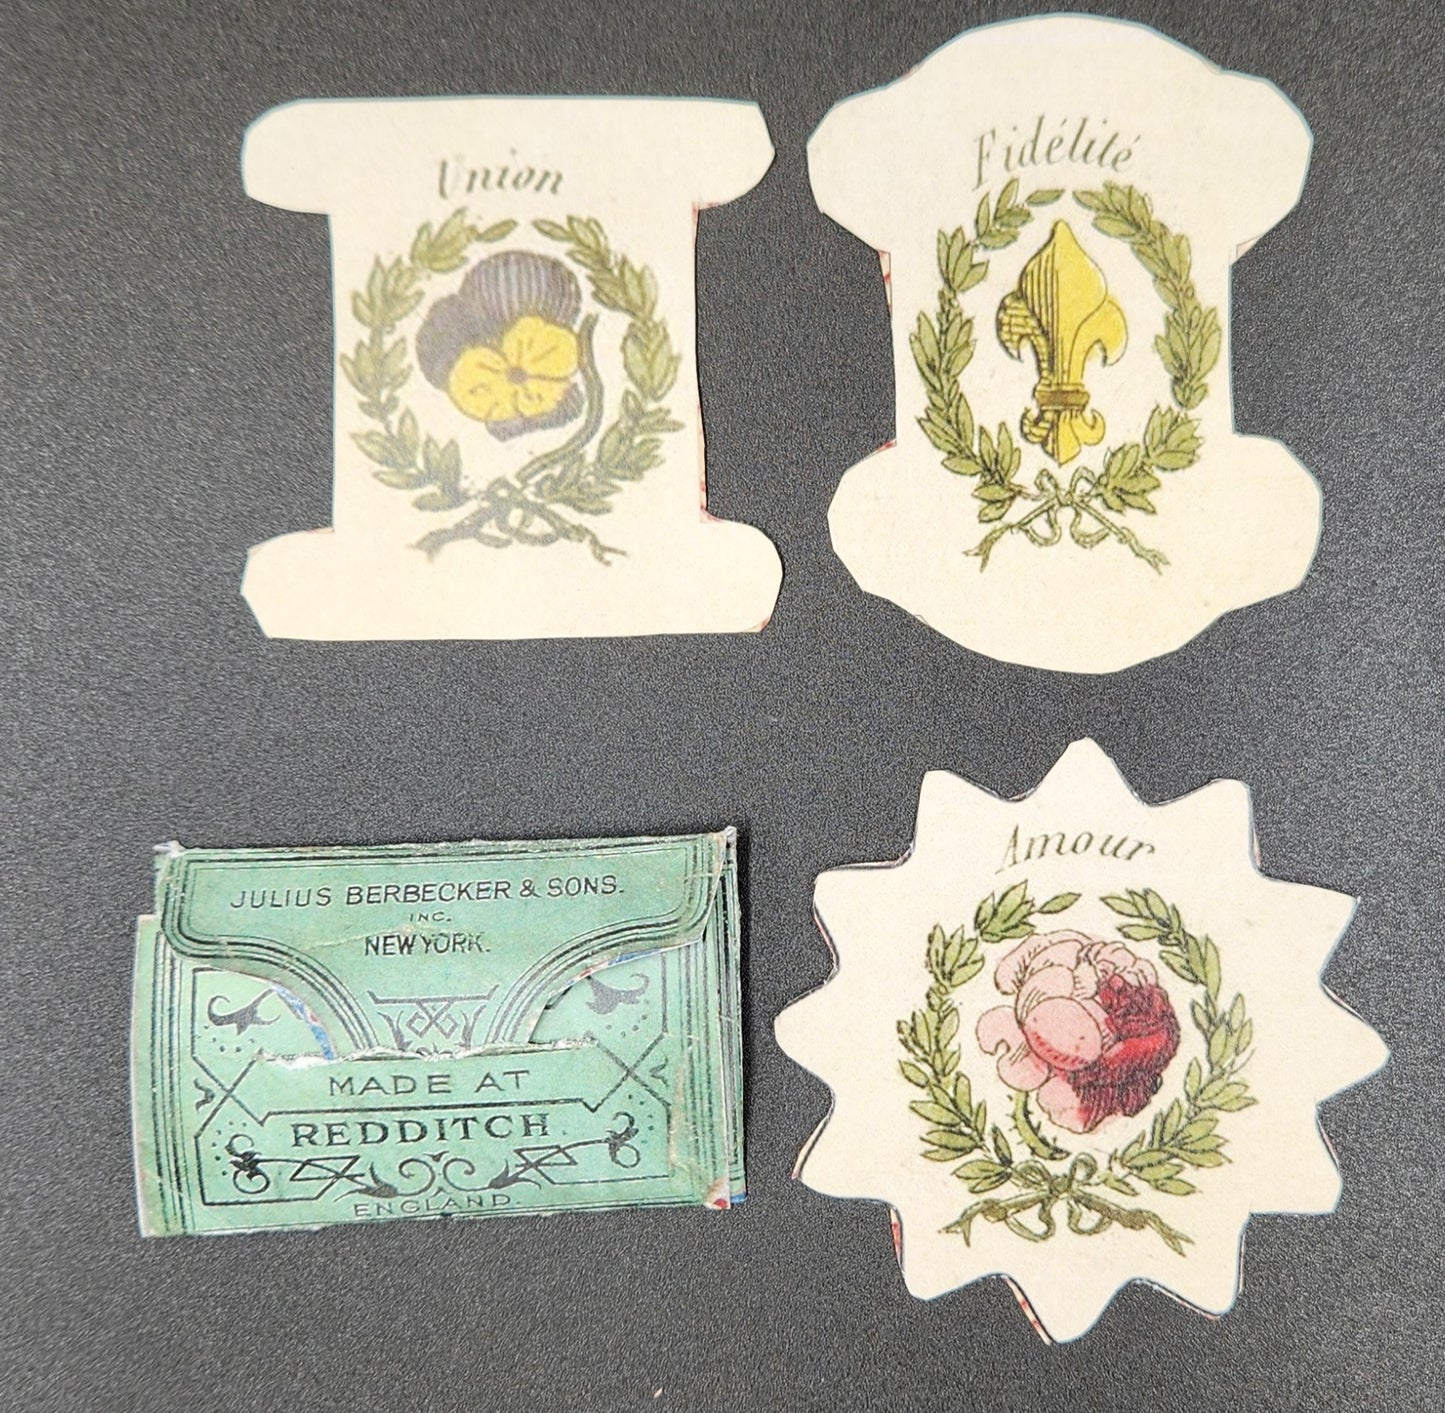 Union
Fidélité
JULIUS BERBECKER & SONS.
INC.
NEW YORK.
MADE AT
REDDITCH.
ENGLAND.
Amour